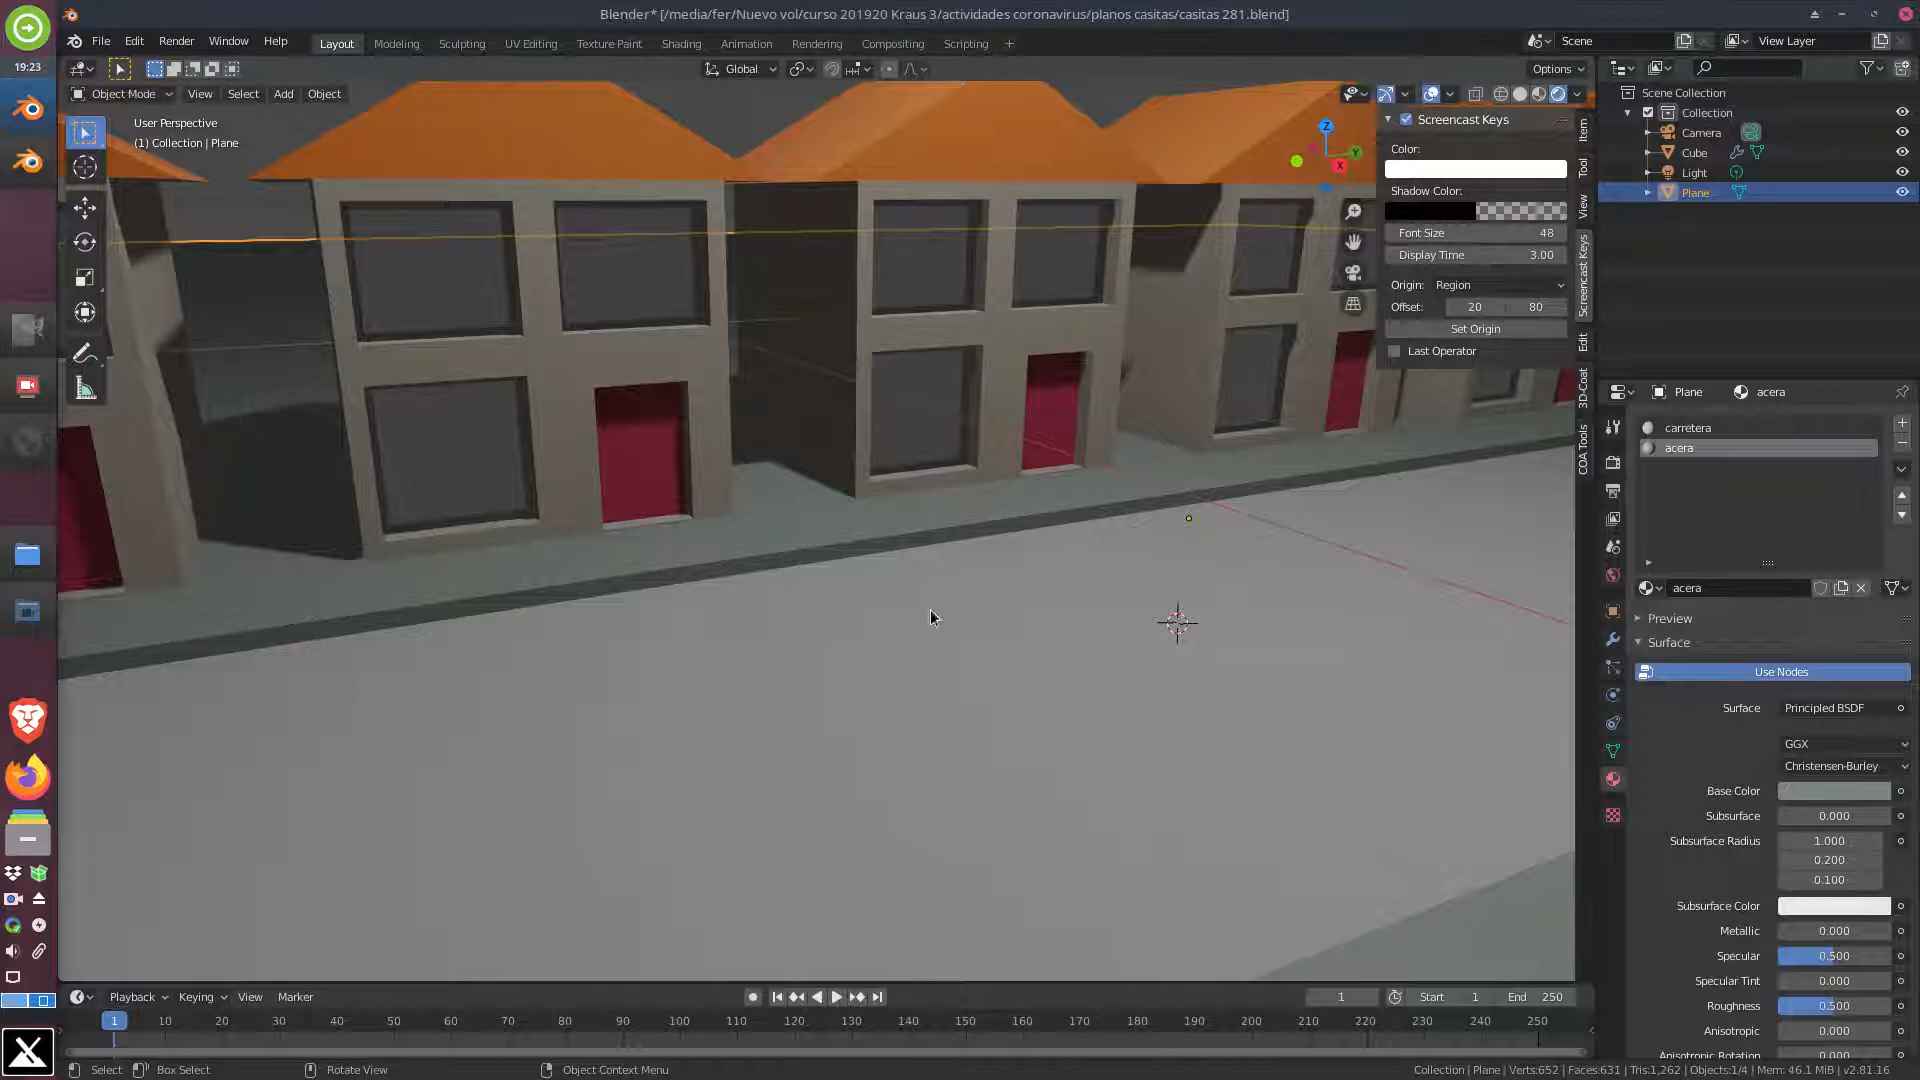 Blender* [/media/fer/Nuevo vol/curso 201920 Kraus 3/actividades coronavirus/planos casitas/casitas 281.blend]
19:23
File Edit Render Window Help
Layout Modeling Sculpting UV Editing Texture Paint Shading Animation Rendering Compositing Scripting +
Scene
View Layer
Global
Options
Object Mode View Select Add Object
User Perspective
(1) Collection | Plane
Z
Y
X
Screencast Keys
Color:
Shadow Color:
Font Size 48
Display Time 3.00
Origin: Region
Offset: 20 80
Set Origin
Last Operator
Item
Tool
View
Screencast Keys
Edit
3D-Coat
COA Tools
Scene Collection
Collection
Camera
Cube
Light
Plane
Plane acera
carretera
acera
acera
Preview
Surface
Use Nodes
Surface Principled BSDF
GGX
Christensen-Burley
Base Color
Subsurface 0.000
Subsurface Radius 1.000
0.200
0.100
Subsurface Color
Metallic 0.000
Specular 0.500
Specular Tint 0.000
Roughness 0.500
Anisotropic 0.000
Anisotropic Rotation 0.000
Playback Keying View Marker
1 Start 1 End 250
1 10 20 30 40 50 60 70 80 90 100 110 120 130 140 150 160 170 180 190 200 210 220 230 240 250
Select Box Select Rotate View Object Context Menu
Collection | Plane | Verts:652 | Faces:631 | Tris:1,262 | Objects:1/4 | Mem: 46.1 MiB | v2.81.16